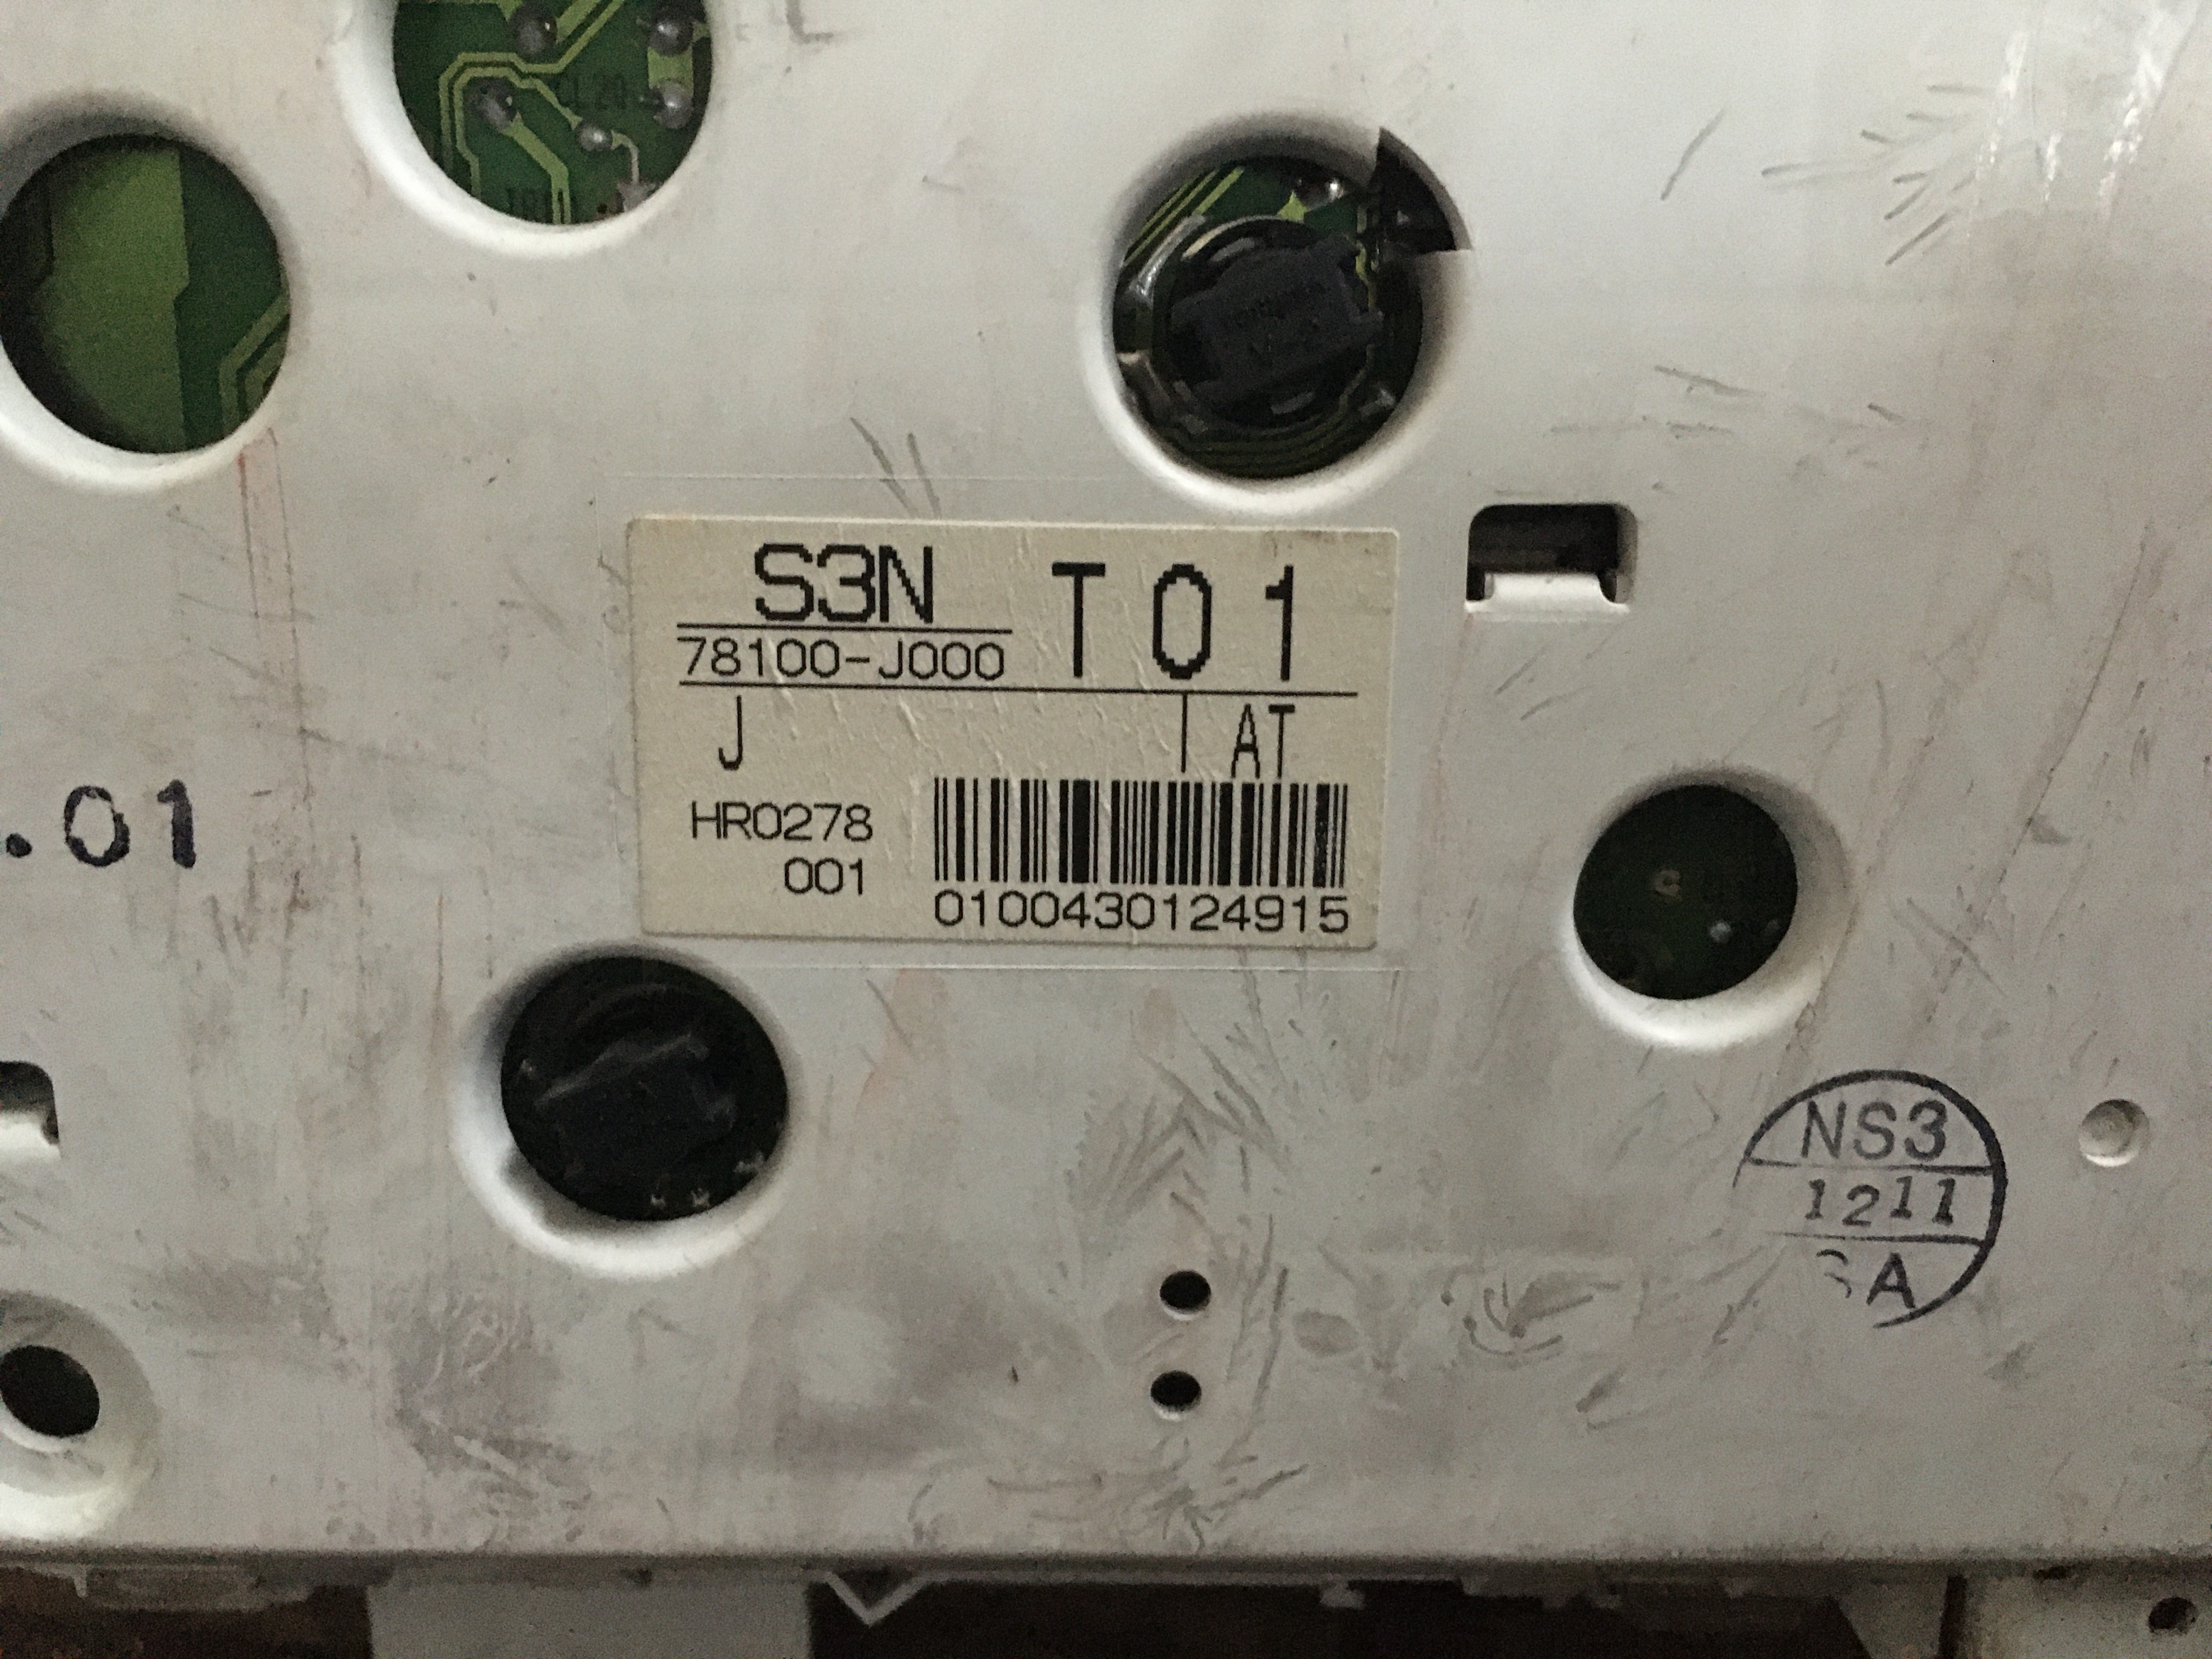 S3N T01
78100-J000
J AT
HR0278
001
0100430124915
.01
NS3
1211
A